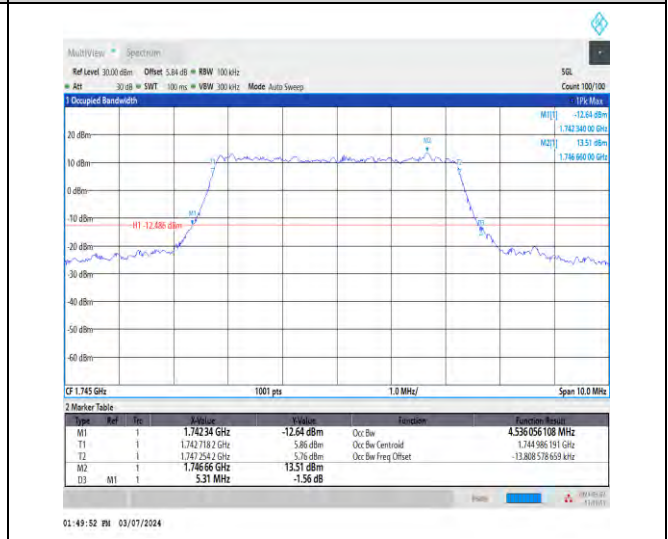 MultiView Spectrum
Ref Level 30.00 dBm Offset 5.84 dB RBW 100 kHz SGL
Att 30 dB SWT 100 ms VBW 300 kHz Mode Auto Sweep Count 100/100
1 Occupied Bandwidth 1Pk Max
M1[1] -12.64 dBm
1.742 340 00 GHz
20 dBm M2[1] 13.51 dBm
1.746 660 00 GHz
M2
T1
10 dBm
0 dBm
-10 dBm M1
H1 -12.486 dBm
-20 dBm
-30 dBm
-40 dBm
-50 dBm
-60 dBm
CF 1.745 GHz 1001 pts 1.0 MHz/ Span 10.0 MHz
2 Marker Table
Type Ref Trc X-Value Y-Value Function Function Result
M1 1 1.74234 GHz -12.64 dBm Occ Bw 4.536 056 108 MHz
T1 1 1.742 718 2 GHz 5.86 dBm Occ Bw Centroid 1.744 986 191 GHz
T2 1 1.747 254 2 GHz 5.76 dBm Occ Bw Freq Offset -13.808 578 659 kHz
M2 1 1.74666 GHz 13.51 dBm
D3 M1 1 5.31 MHz -1.56 dB
01:49:52 PM 03/07/2024